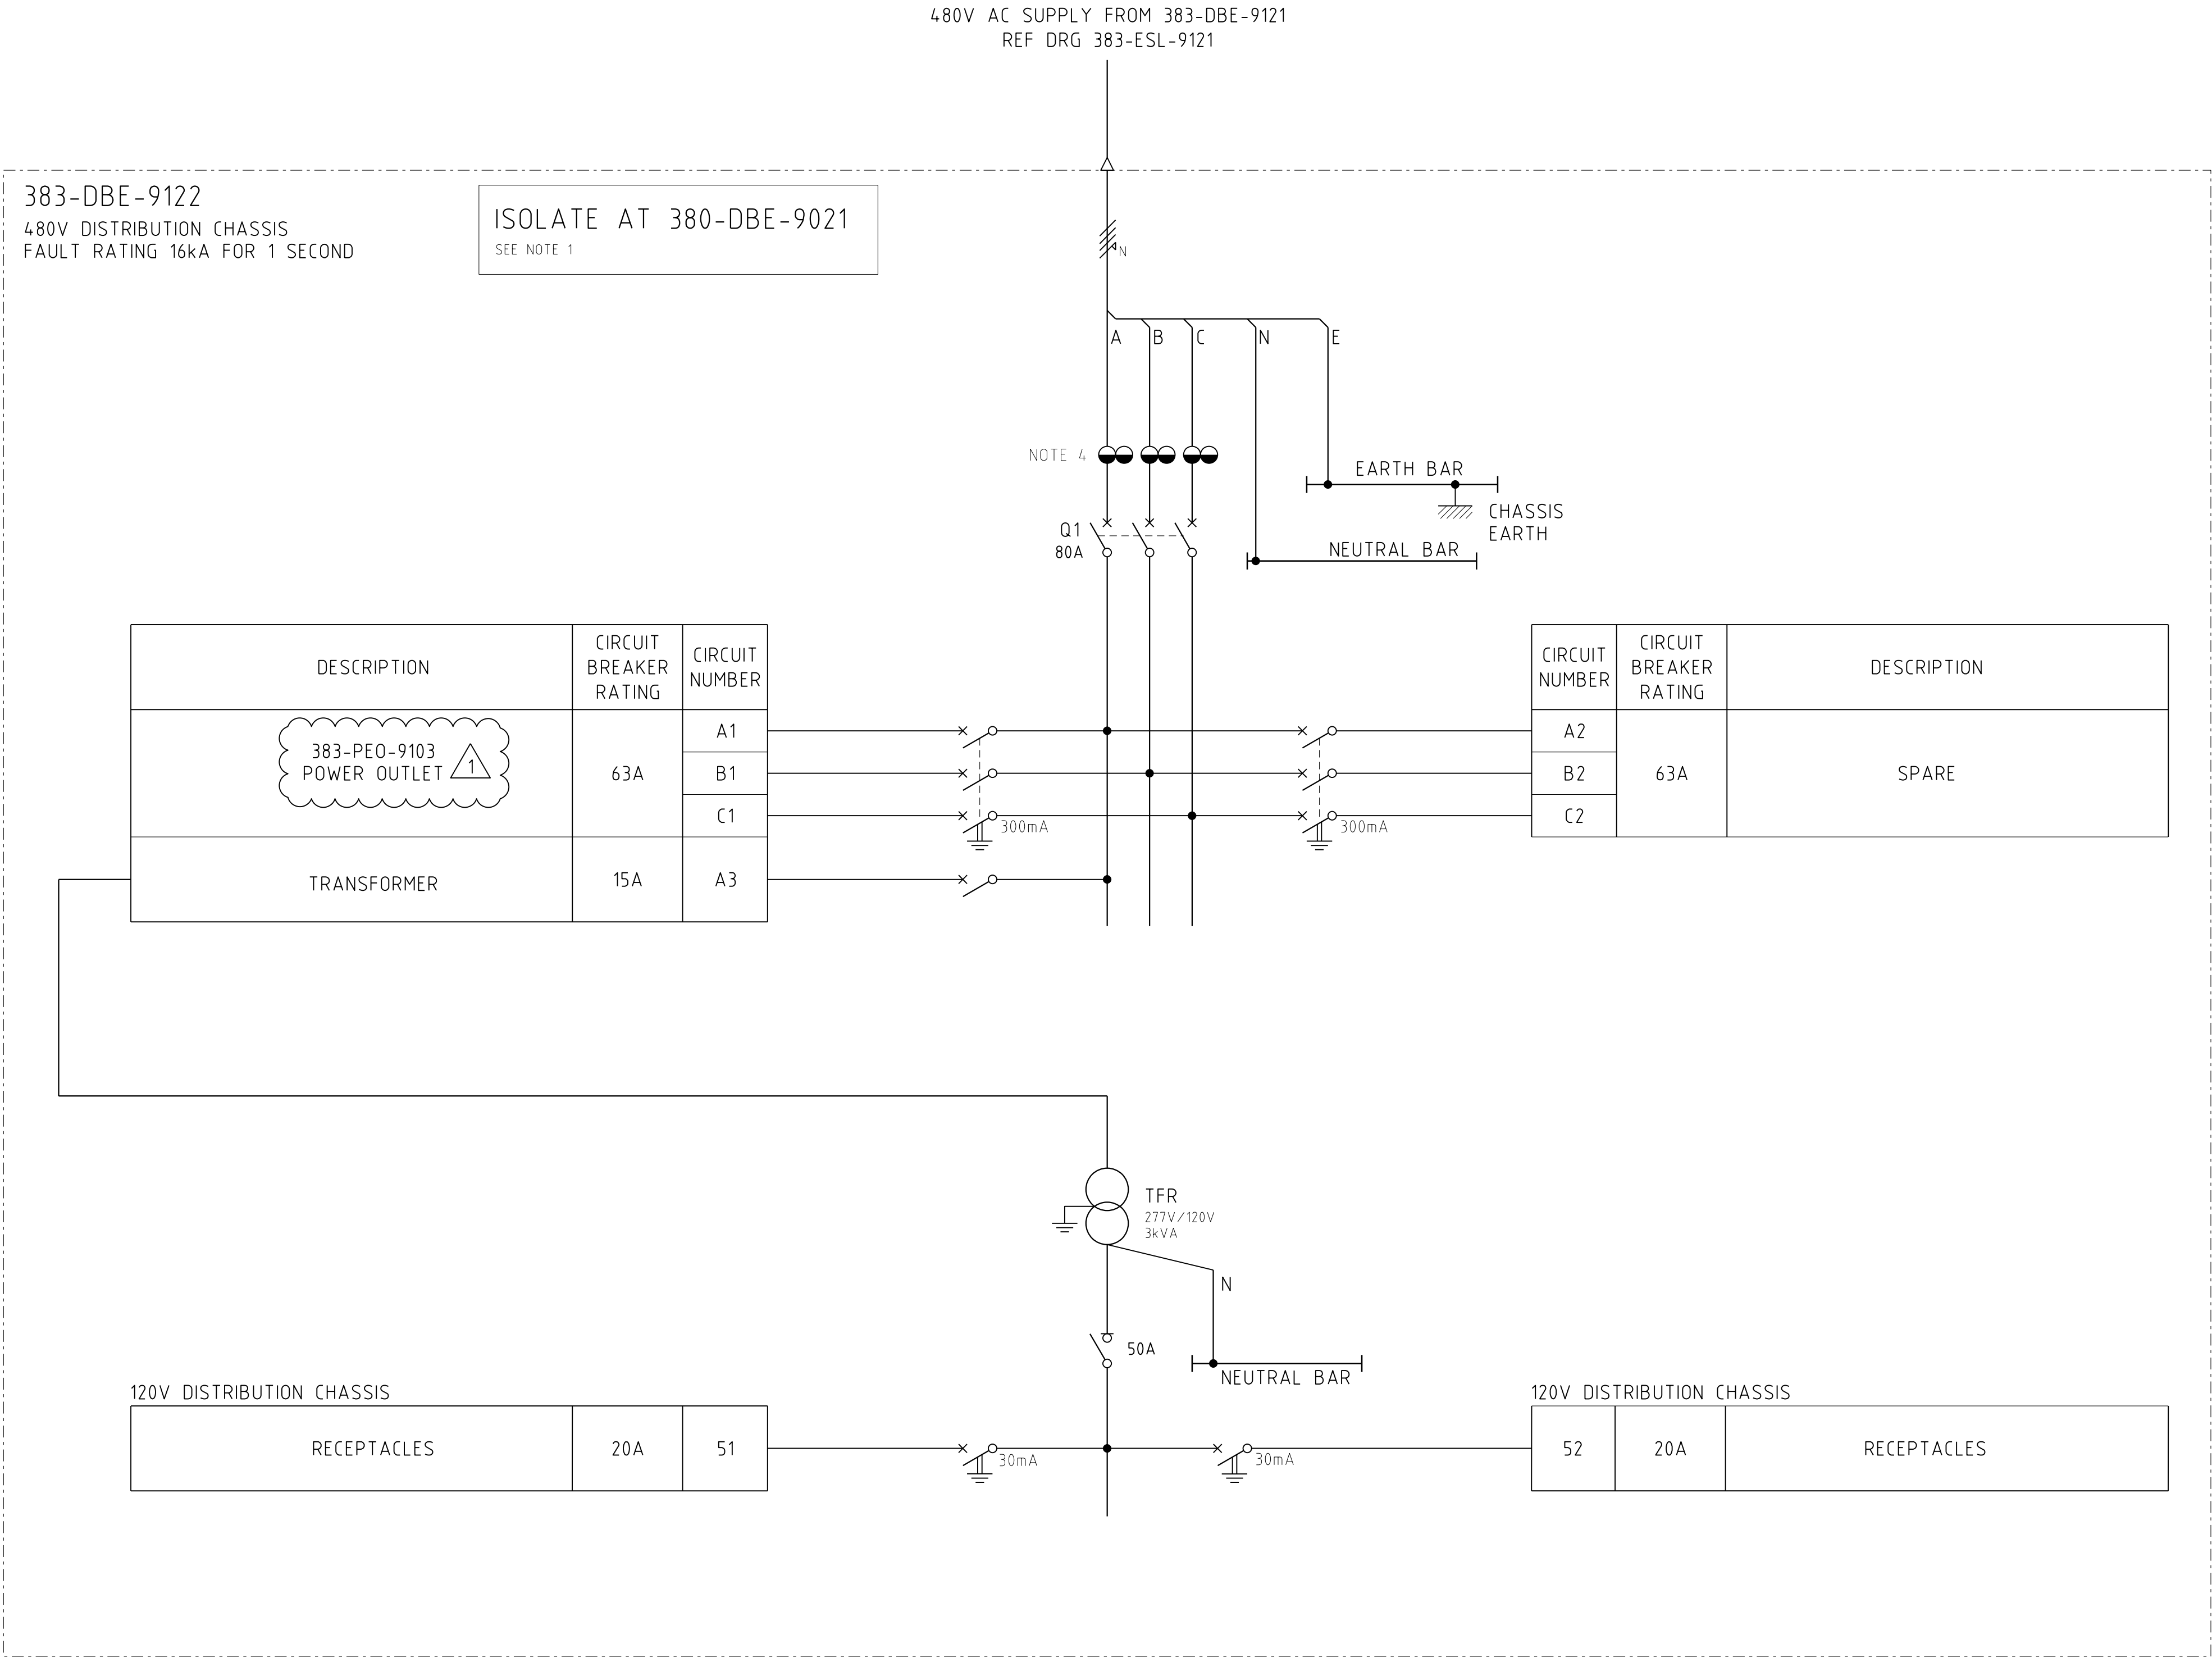 480V AC SUPPLY FROM 383-DBE-9121
REF DRG 383-ESL-9121
383-DBE-9122
480V DISTRIBUTION CHASSIS
FAULT RATING 16kA FOR 1 SECOND
ISOLATE AT 380-DBE-9021
SEE NOTE 1
N
A B C N E
NOTE 4
EARTH BAR
CHASSIS
EARTH
Q1
80A
NEUTRAL BAR
DESCRIPTION
CIRCUIT
BREAKER
RATING
CIRCUIT
NUMBER
383-PEO-9103
POWER OUTLET 1
63A
A1
B1
C1
300mA
TRANSFORMER
15A
A3
CIRCUIT
NUMBER
CIRCUIT
BREAKER
RATING
DESCRIPTION
A2
B2
C2
63A
SPARE
300mA
TFR
277V/120V
3kVA
N
50A
NEUTRAL BAR
120V DISTRIBUTION CHASSIS
RECEPTACLES
20A
51
30mA
120V DISTRIBUTION CHASSIS
30mA
52
20A
RECEPTACLES